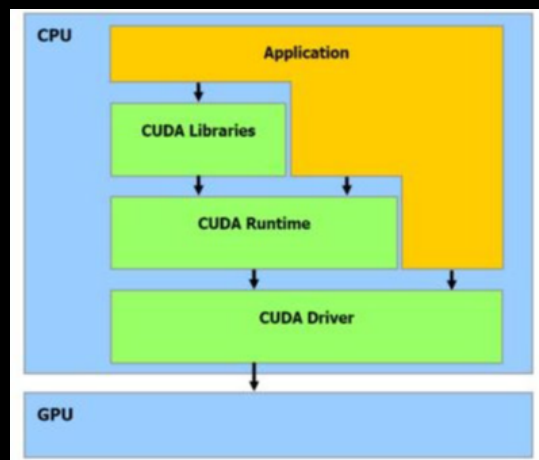 CPU
Application
CUDA Libraries
CUDA Runtime
CUDA Driver
GPU